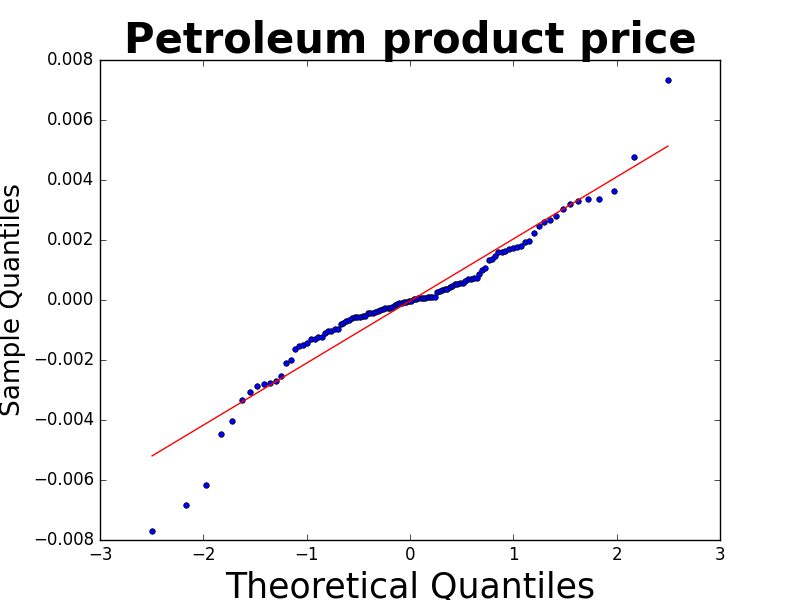 Petroleum product price
0.008
0.006
0.004
0.002
0.000
−0.002
−0.004
−0.006
−0.008
Sample Quantiles
−3 −2 −1 0 1 2 3
Theoretical Quantiles